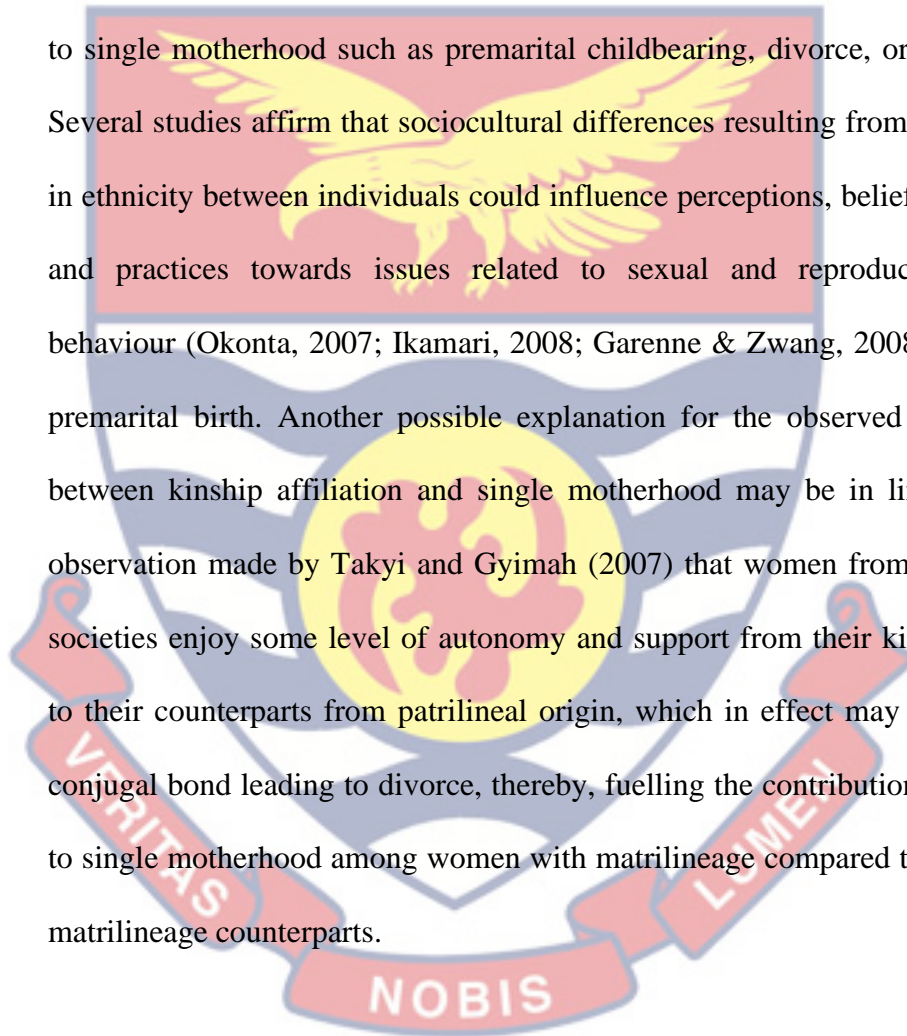 to single motherhood such as premarital childbearing, divorce, or
Several studies affirm that sociocultural differences resulting from
in ethnicity between individuals could influence perceptions, belief
and practices towards issues related to sexual and reproduc
behaviour (Okonta, 2007; Ikamari, 2008; Garenne & Zwang, 2008
premarital birth. Another possible explanation for the observed
between kinship affiliation and single motherhood may be in li
observation made by Takyi and Gyimah (2007) that women from
societies enjoy some level of autonomy and support from their ki
to their counterparts from patrilineal origin, which in effect may
conjugal bond leading to divorce, thereby, fuelling the contribution
to single motherhood among women with matrilineage compared t
matrilineage counterparts.
VERITAS
NOBIS
LUMEN